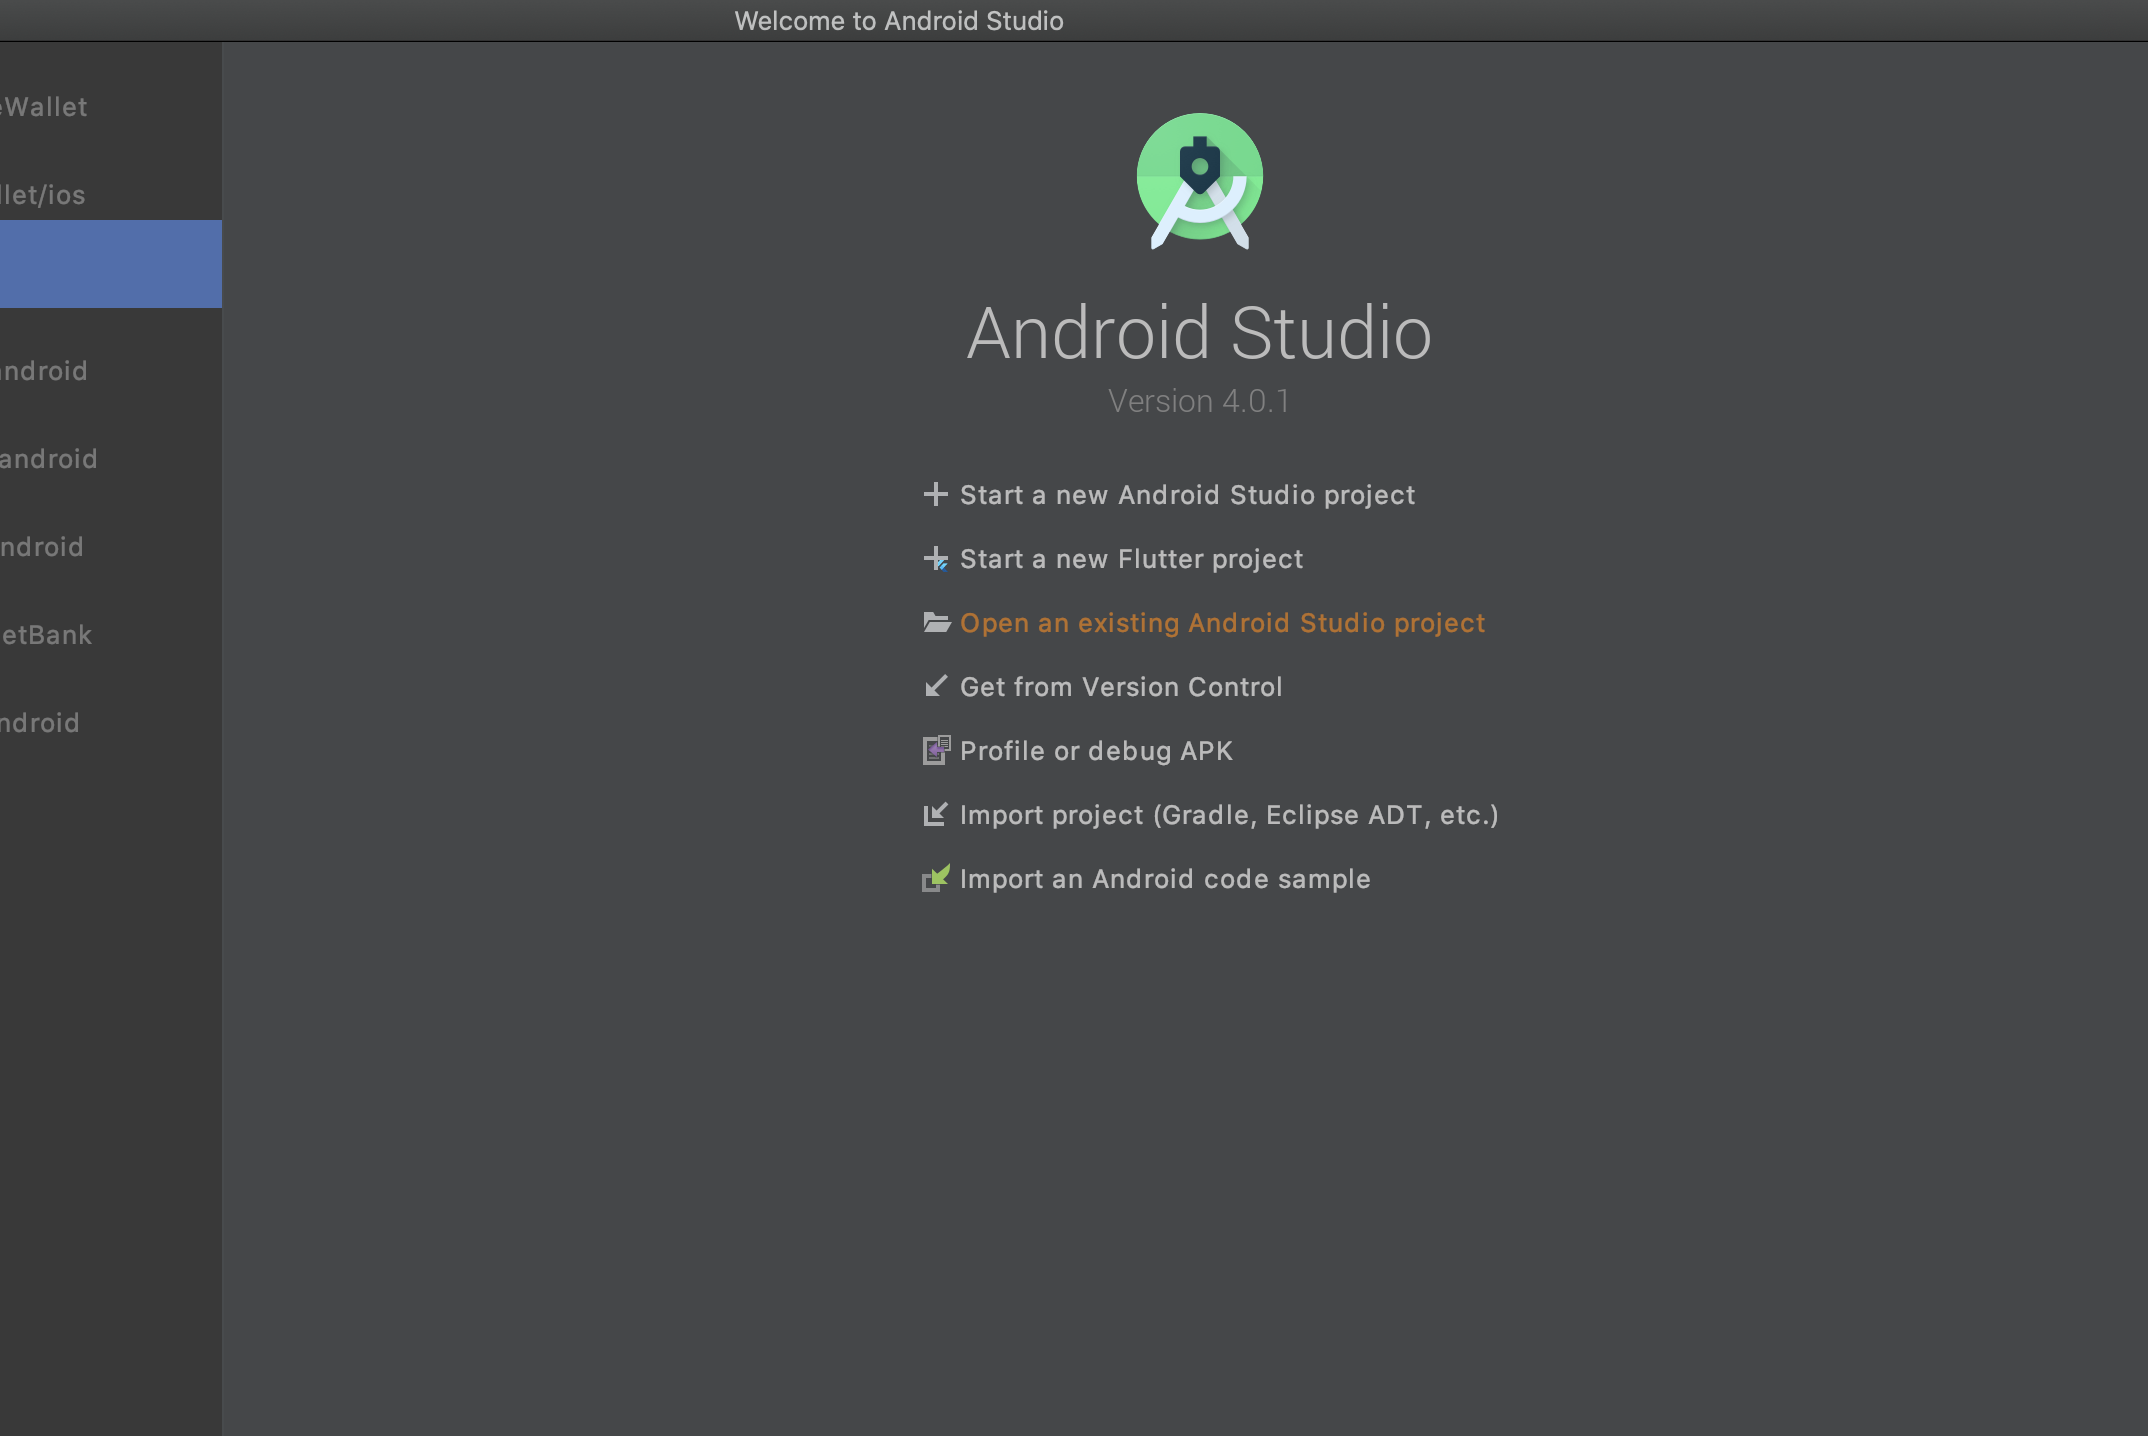 Welcome to Android Studio
eWallet
llet/ios
android
android
ndroid
etBank
ndroid
Android Studio
Version 4.0.1
Start a new Android Studio project
Start a new Flutter project
Open an existing Android Studio project
Get from Version Control
Profile or debug APK
Import project (Gradle, Eclipse ADT, etc.)
Import an Android code sample